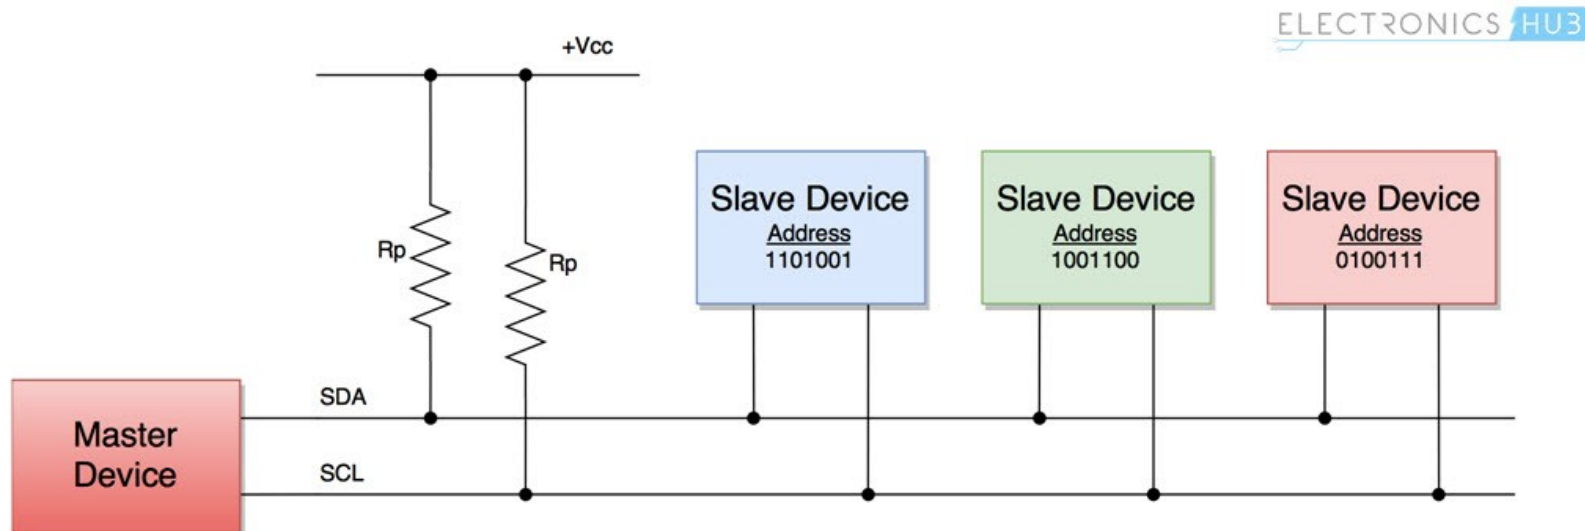 ELECTRONICS HUB
+Vcc
Rp
Rp
Slave Device
Address
1101001
Slave Device
Address
1001100
Slave Device
Address
0100111
SDA
SCL
Master
Device